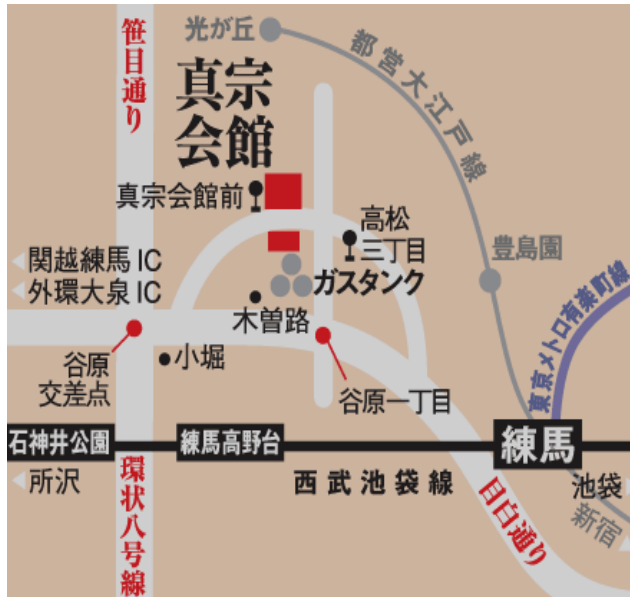 光が丘
笹目通り
都営大江戸線
真宗
会館
真宗会館前
高松
三丁目
豊島園
関越練馬 IC
外環大泉 IC
ガスタンク
木曽路
東京メトロ有楽町線
小堀
谷原
交差点
谷原一丁目
石神井公園
練馬高野台
練馬
所沢
環状八号線
西武池袋線
目白通り
池袋
新宿